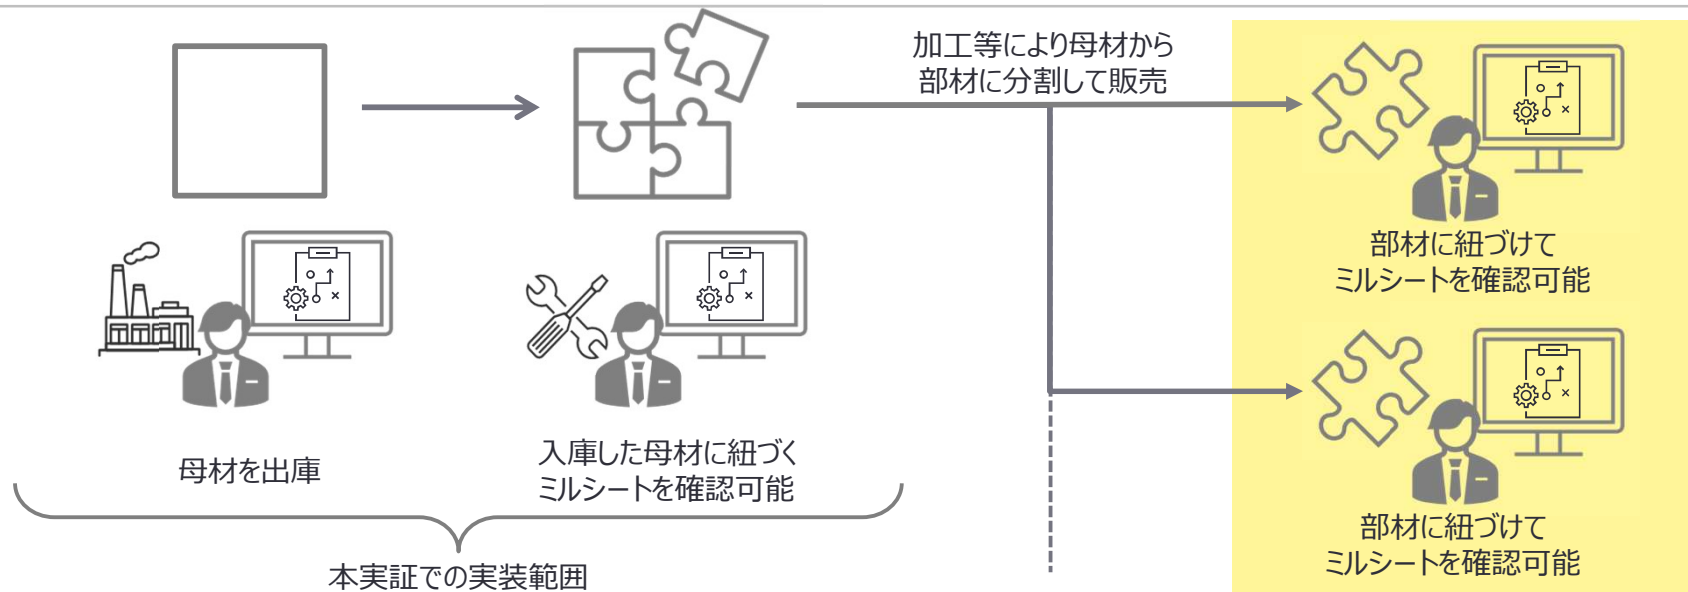 加工等により母材から
部材に分割して販売
部材に紐づけて
ミルシートを確認可能
母材を出庫
入庫した母材に紐づく
ミルシートを確認可能
部材に紐づけて
ミルシートを確認可能
本実証での実装範囲